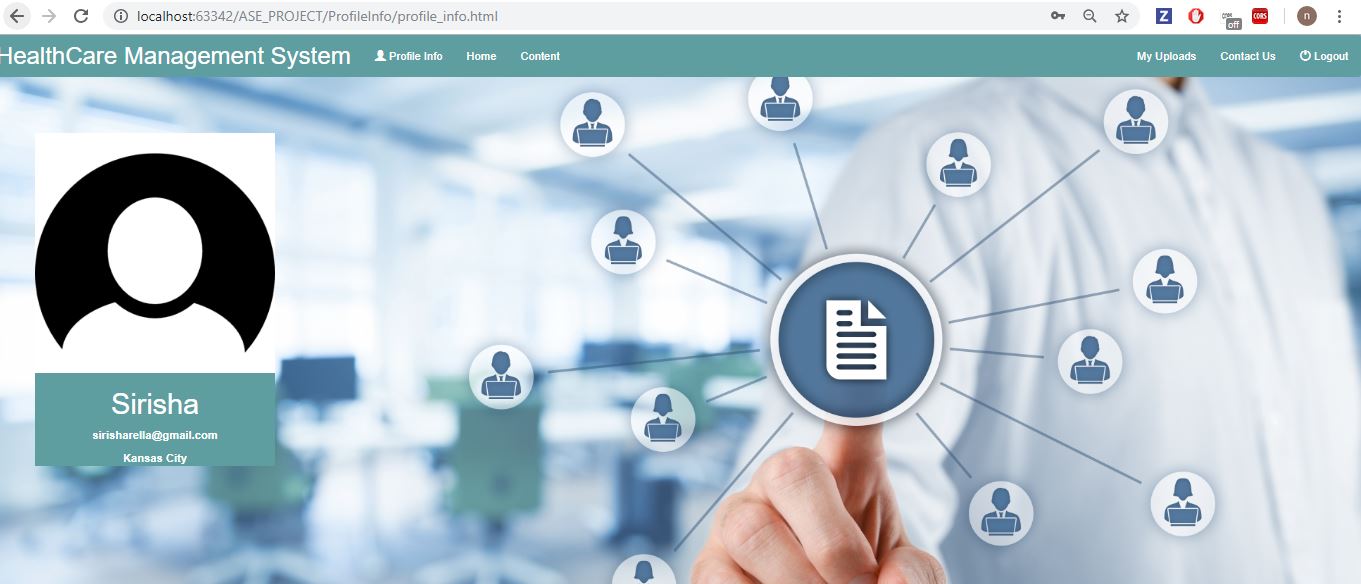 localhost:63342/ASE_PROJECT/ProfileInfo/profile_info.html
Z
CORS
off
CORS
n
HealthCare Management System Profile Info Home Content My Uploads Contact Us Logout
Sirisha
sirisharella@gmail.com
Kansas City